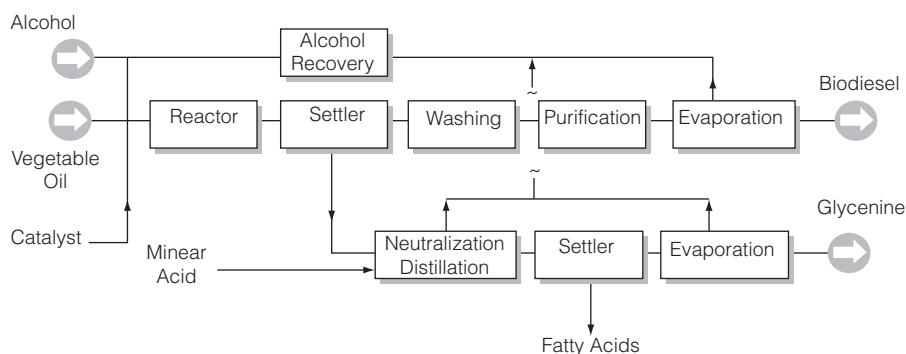 Alcohol
Alcohol
Recovery
Biodiesel
Reactor
Settler
Washing
~
Purification
Evaporation
Vegetable
Oil
~
Glycenine
Catalyst
Minear
Acid
Neutralization
Distillation
Settler
Evaporation
Fatty Acids